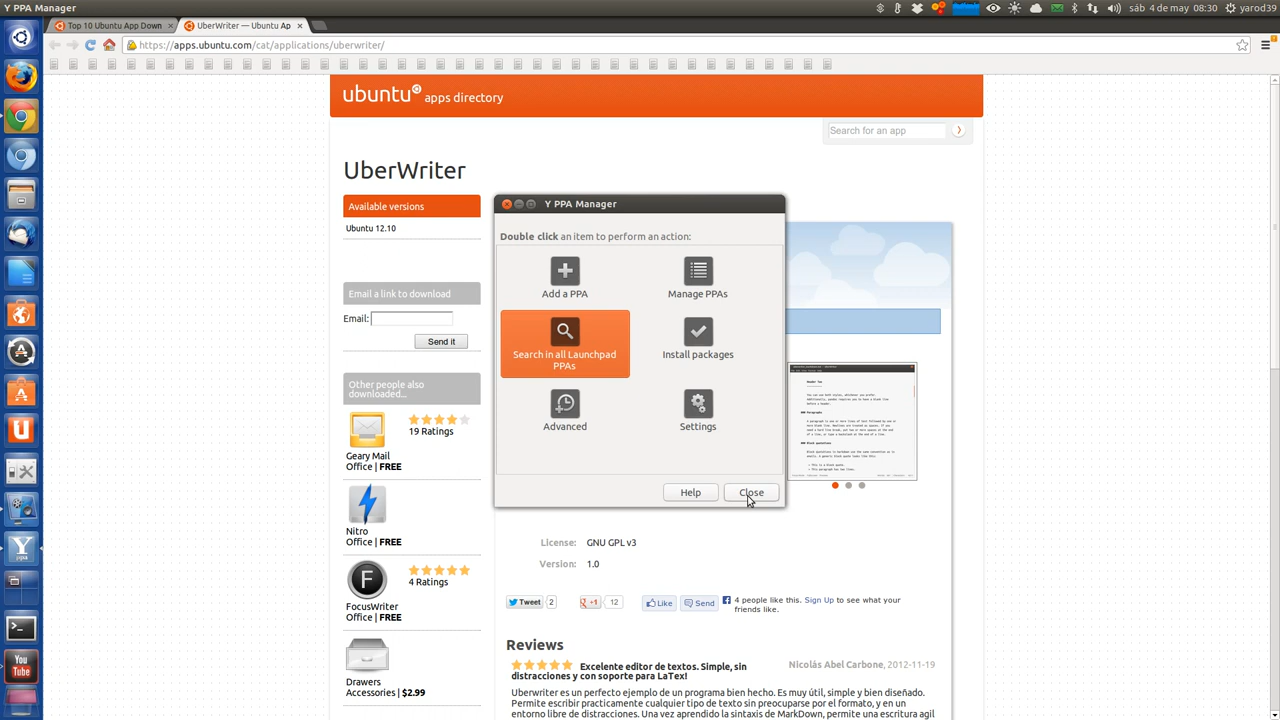 Y PPA Manager
sáb 4 de may 08:30
yarod39
Top 10 Ubuntu App Down
UberWriter — Ubuntu Ap
https://apps.ubuntu.com/cat/applications/uberwriter/
ubuntu apps directory
Search for an app
UberWriter
Available versions
Ubuntu 12.10
Email a link to download
Email:
Send it
Other people also
downloaded...
19 Ratings
Geary Mail
Office | FREE
Nitro
Office | FREE
4 Ratings
FocusWriter
Office | FREE
Drawers
Accessories | $2.99
Y PPA Manager
Double click an item to perform an action:
Add a PPA
Manage PPAs
Search in all Launchpad
PPAs
Install packages
Advanced
Settings
Help
Close
License: GNU GPL v3
Version: 1.0
Tweet 2
+1 12
Like
Send
4 people like this. Sign Up to see what your
friends like.
Reviews
Excelente editor de textos. Simple, sin
distracciones y con soporte para LaTex!
Nicolás Abel Carbone, 2012-11-19
Uberwriter es un perfecto ejemplo de un programa bien hecho. Es muy útil, simple y bien diseñado.
Permite escribir practicamente cualquier tipo de texto sin preocuparse por el formato, y en un
entorno libre de distracciones. Una vez aprendido la sintaxis de MarkDown, permite una escritura agil